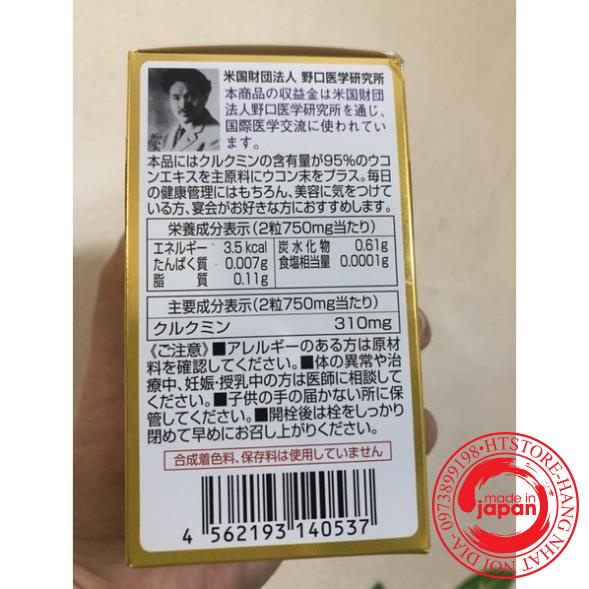 米国財団法人 野口医学研究所
本商品の収益金は米国財団
法人野口医学研究所を通じ、
国際医学交流に使われてい
ます。
本品にはクルクミンの含有量が95%のウコ
ンエキスを主原料にウコン末をプラス。毎日
の健康管理にはもちろん、美容に気をつけて
いる方、宴会がお好きな方におすすめします。
栄養成分表示(2粒750mg当たり)
エネルギー 3.5kcal 炭水化物 0.61g
たんぱく質 0.007g 食塩相当量 0.0001g
脂質 0.11g
主要成分表示(2粒750mg当たり)
クルクミン 310mg
《ご注意》■アレルギーのある方は原材
料を確認してください。■体の異常や治
療中、妊娠・授乳中の方は医師に相談して
ください。■子供の手の届かない所に保
管してください。■開栓後は栓をしっかり
閉めて早めにお召し上がりください。
合成着色料、保存料は使用していません
4 562193 140537
0973899198•HTSTORE-HANG NHAT NOI DIA-
made in
japan